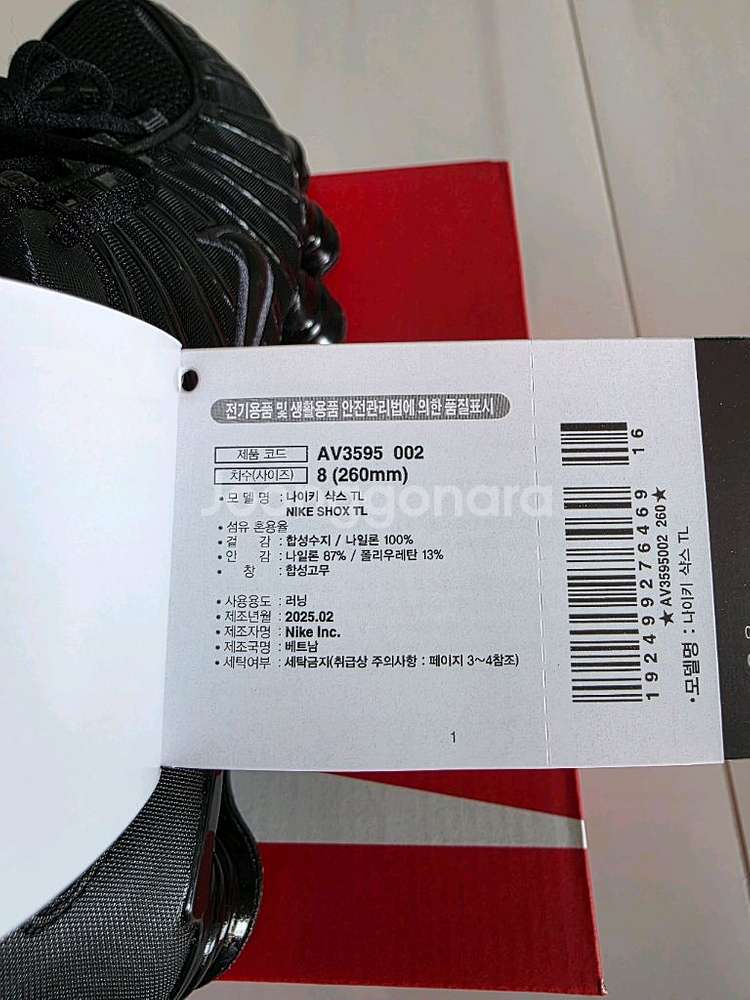 전기용품 및 생활용품 안전관리법에 의한 품질표시
제품 코드 AV3595 002
치수(사이즈) 8 (260mm)
모 델 명 : 나이키 샥스 TL
NIKE SHOX TL
Joonggonara
• 섬유 혼용율
• 겉 감 : 합성수지 / 나일론 100%
• 안 감 : 나일론 87% / 폴리우레탄 13%
• 창 : 합성고무
• 사용용도 : 러닝
• 제조년월 : 2025.02
• 제조자명 : Nike Inc.
• 제조국명 : 베트남
• 세탁여부 : 세탁금지(취급상 주의사항 : 페이지 3~4참조)
1
16
192499276469
★AV3595002 260★
•모델명 : 나이키 샥스 TL